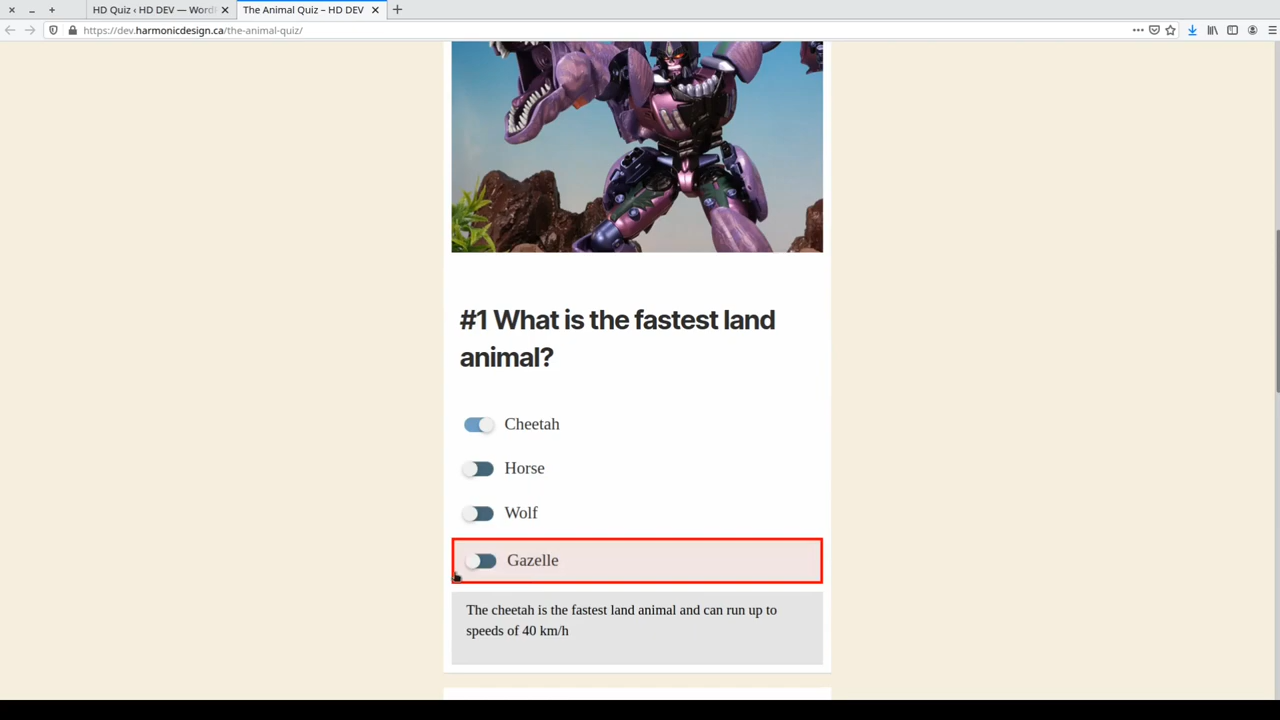 HD Quiz ‹ HD DEV — WordP
The Animal Quiz – HD DEV
https://dev.harmonicdesign.ca/the-animal-quiz/
#1 What is the fastest land
animal?
Cheetah
Horse
Wolf
Gazelle
The cheetah is the fastest land animal and can run up to
speeds of 40 km/h